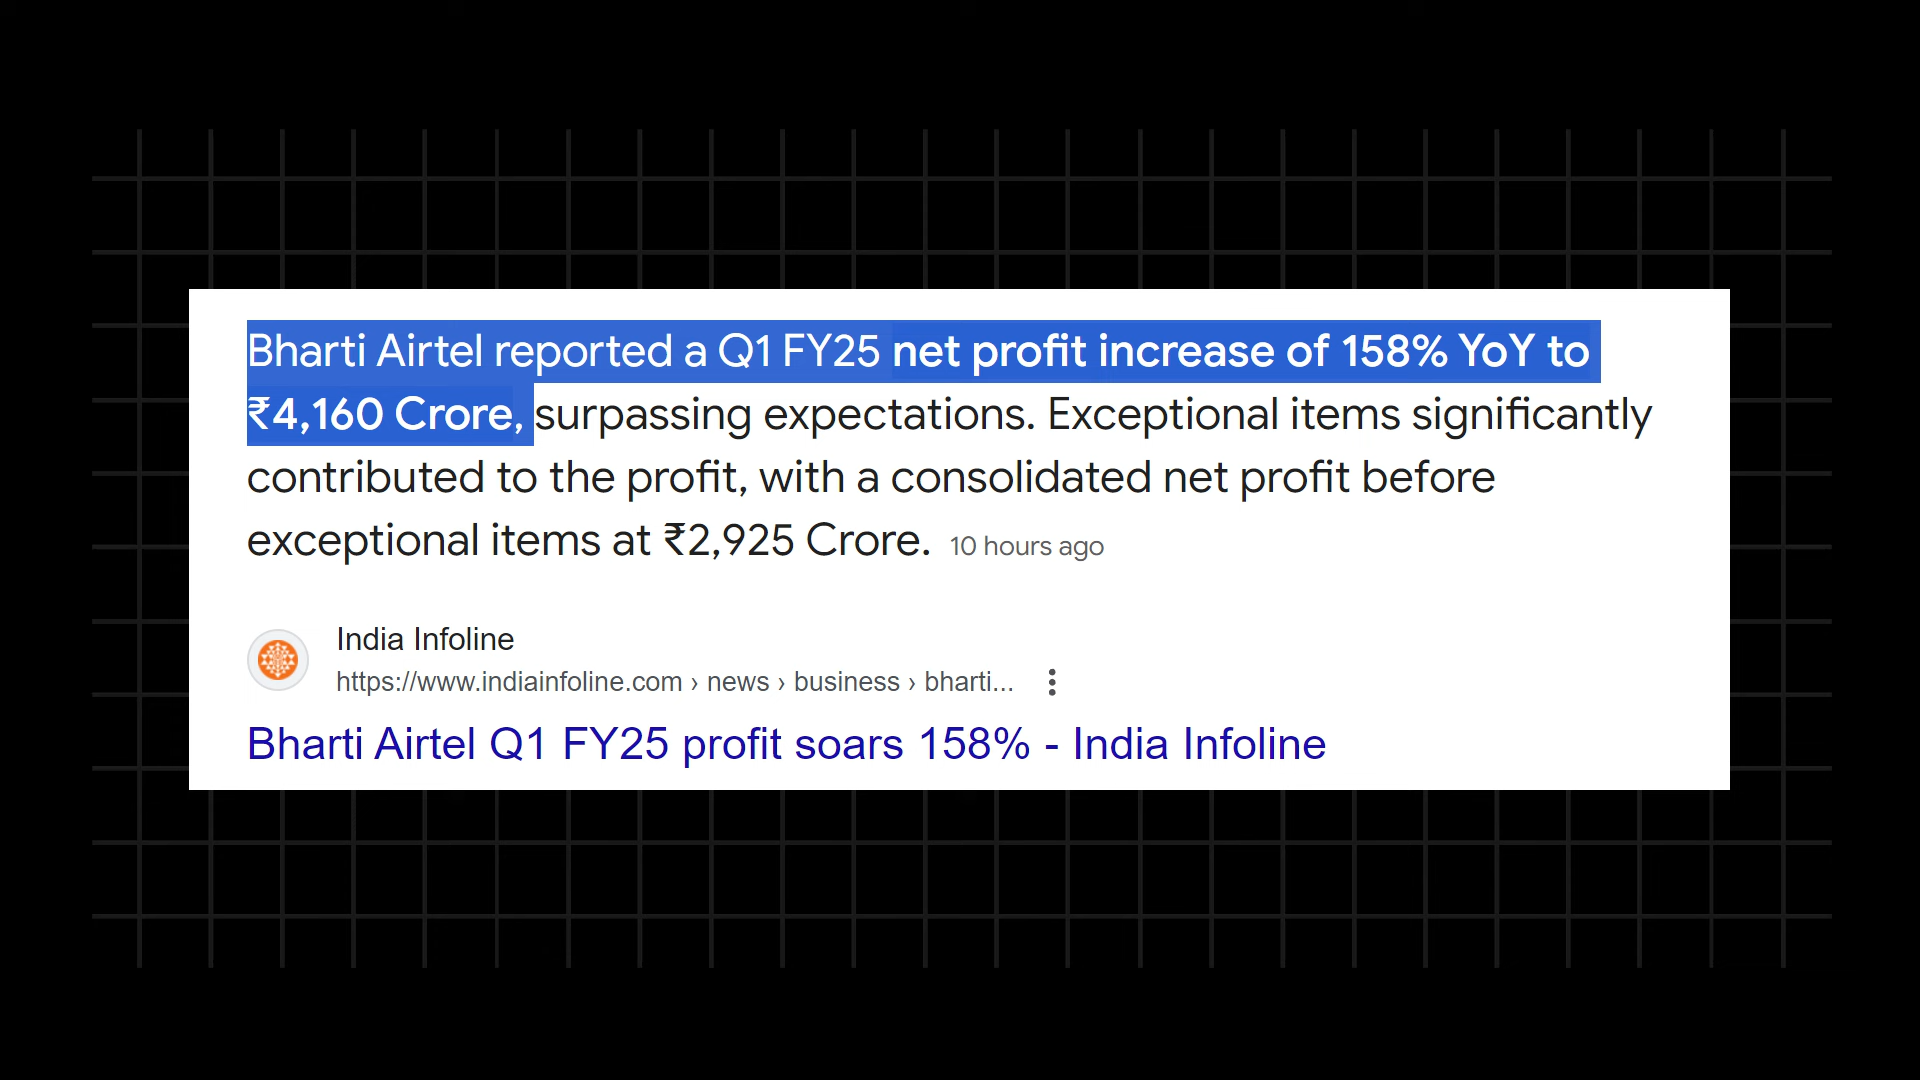 Bharti Airtel reported a Q1 FY25 net profit increase of 158% YoY to
₹4,160 Crore, surpassing expectations. Exceptional items significantly
contributed to the profit, with a consolidated net profit before
exceptional items at ₹2,925 Crore. 10 hours ago
India Infoline
https://www.indiainfoline.com › news › business › bharti...
Bharti Airtel Q1 FY25 profit soars 158% - India Infoline